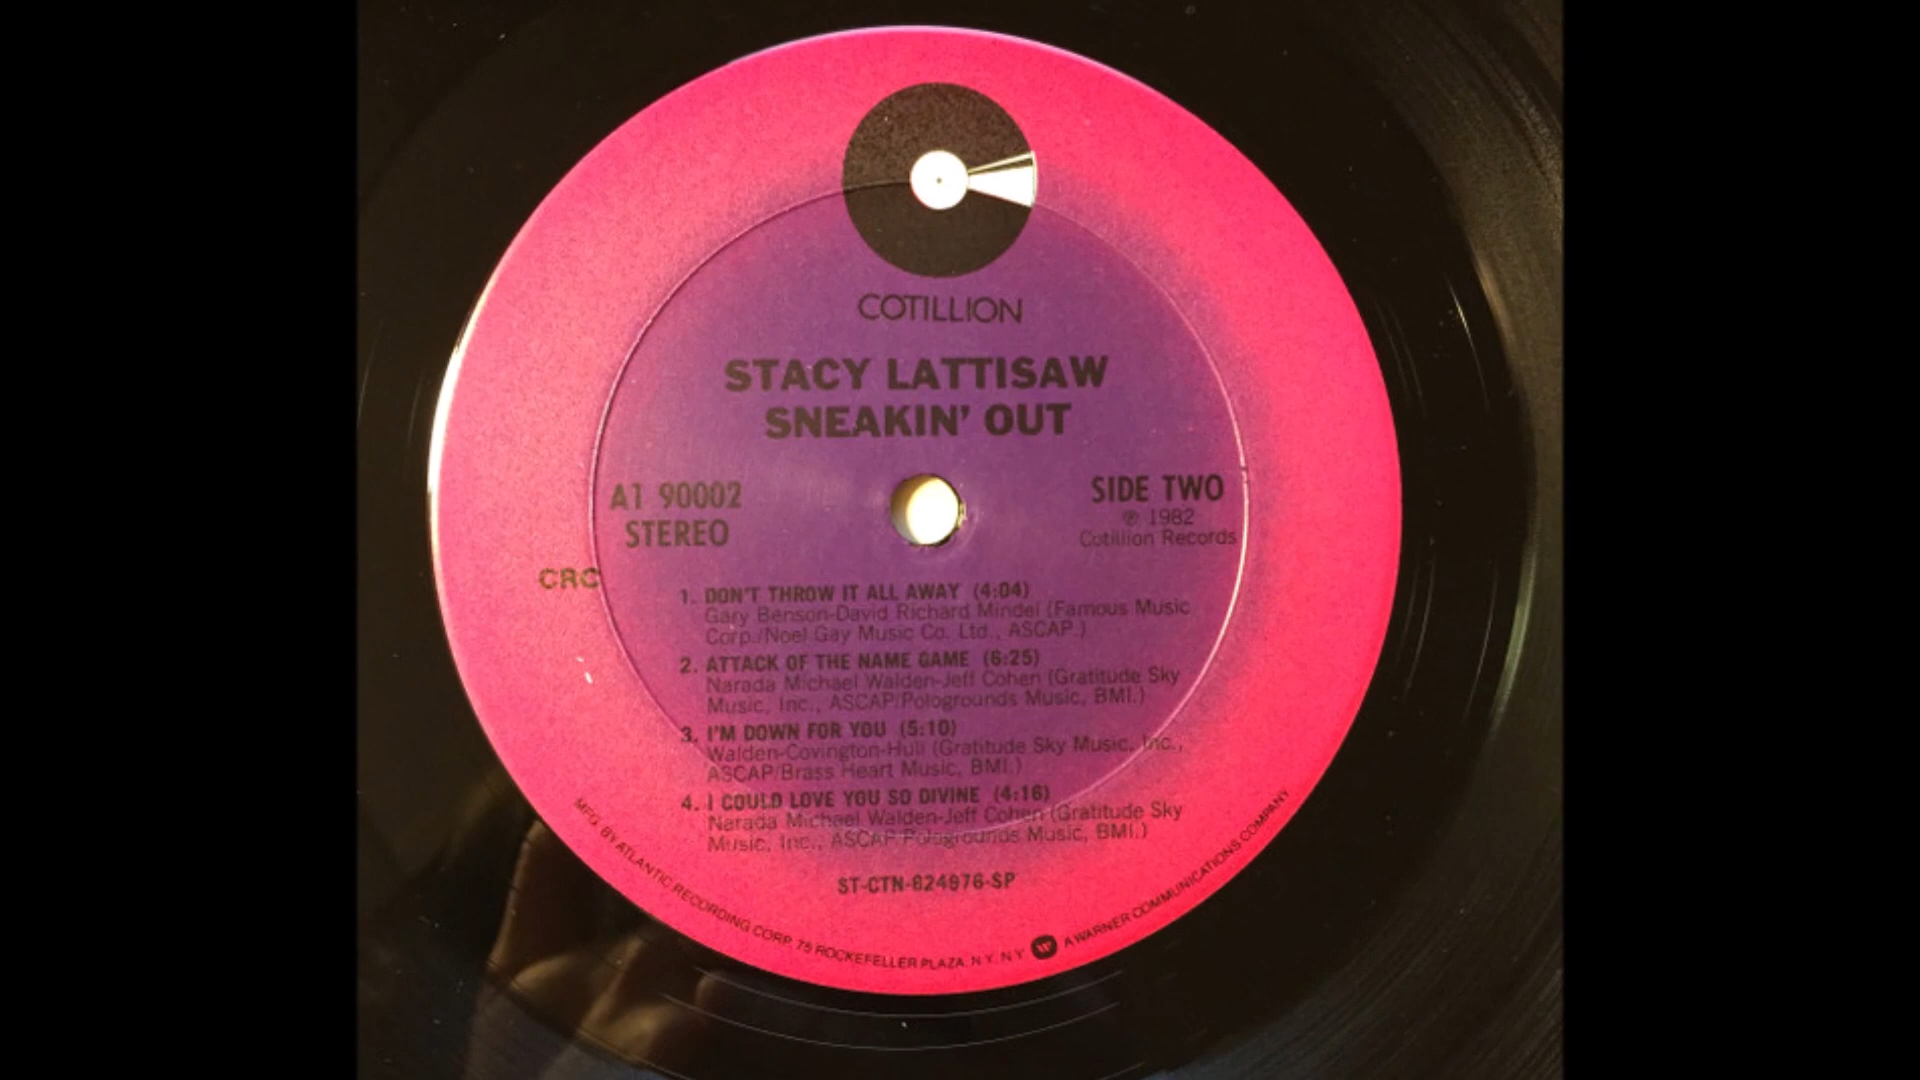 COTILLION
STACY LATTISAW
SNEAKIN' OUT
A1 90002
STEREO
SIDE TWO
℗ 1982
Cotillion Records
CRC
1. DON'T THROW IT ALL AWAY (4:04)
Gary Benson-David Richard Mindel (Famous Music
Corp./Noel Gay Music Co. Ltd., ASCAP.)
2. ATTACK OF THE NAME GAME (6:25)
Narada Michael Walden-Jeff Cohen (Gratitude Sky
Music, Inc., ASCAP/Pologrounds Music, BMI.)
3. I'M DOWN FOR YOU (5:10)
Walden-Covington-Hull (Gratitude Sky Music, Inc.,
ASCAP/Brass Heart Music, BMI.)
4. I COULD LOVE YOU SO DIVINE (4:16)
Narada Michael Walden-Jeff Cohen (Gratitude Sky
Music, Inc., ASCAP/Pologrounds Music, BMI.)
ST-CTN-824976-SP
MFG. BY ATLANTIC RECORDING CORP. 75 ROCKEFELLER PLAZA, N.Y. N.Y. W A WARNER COMMUNICATIONS COMPANY